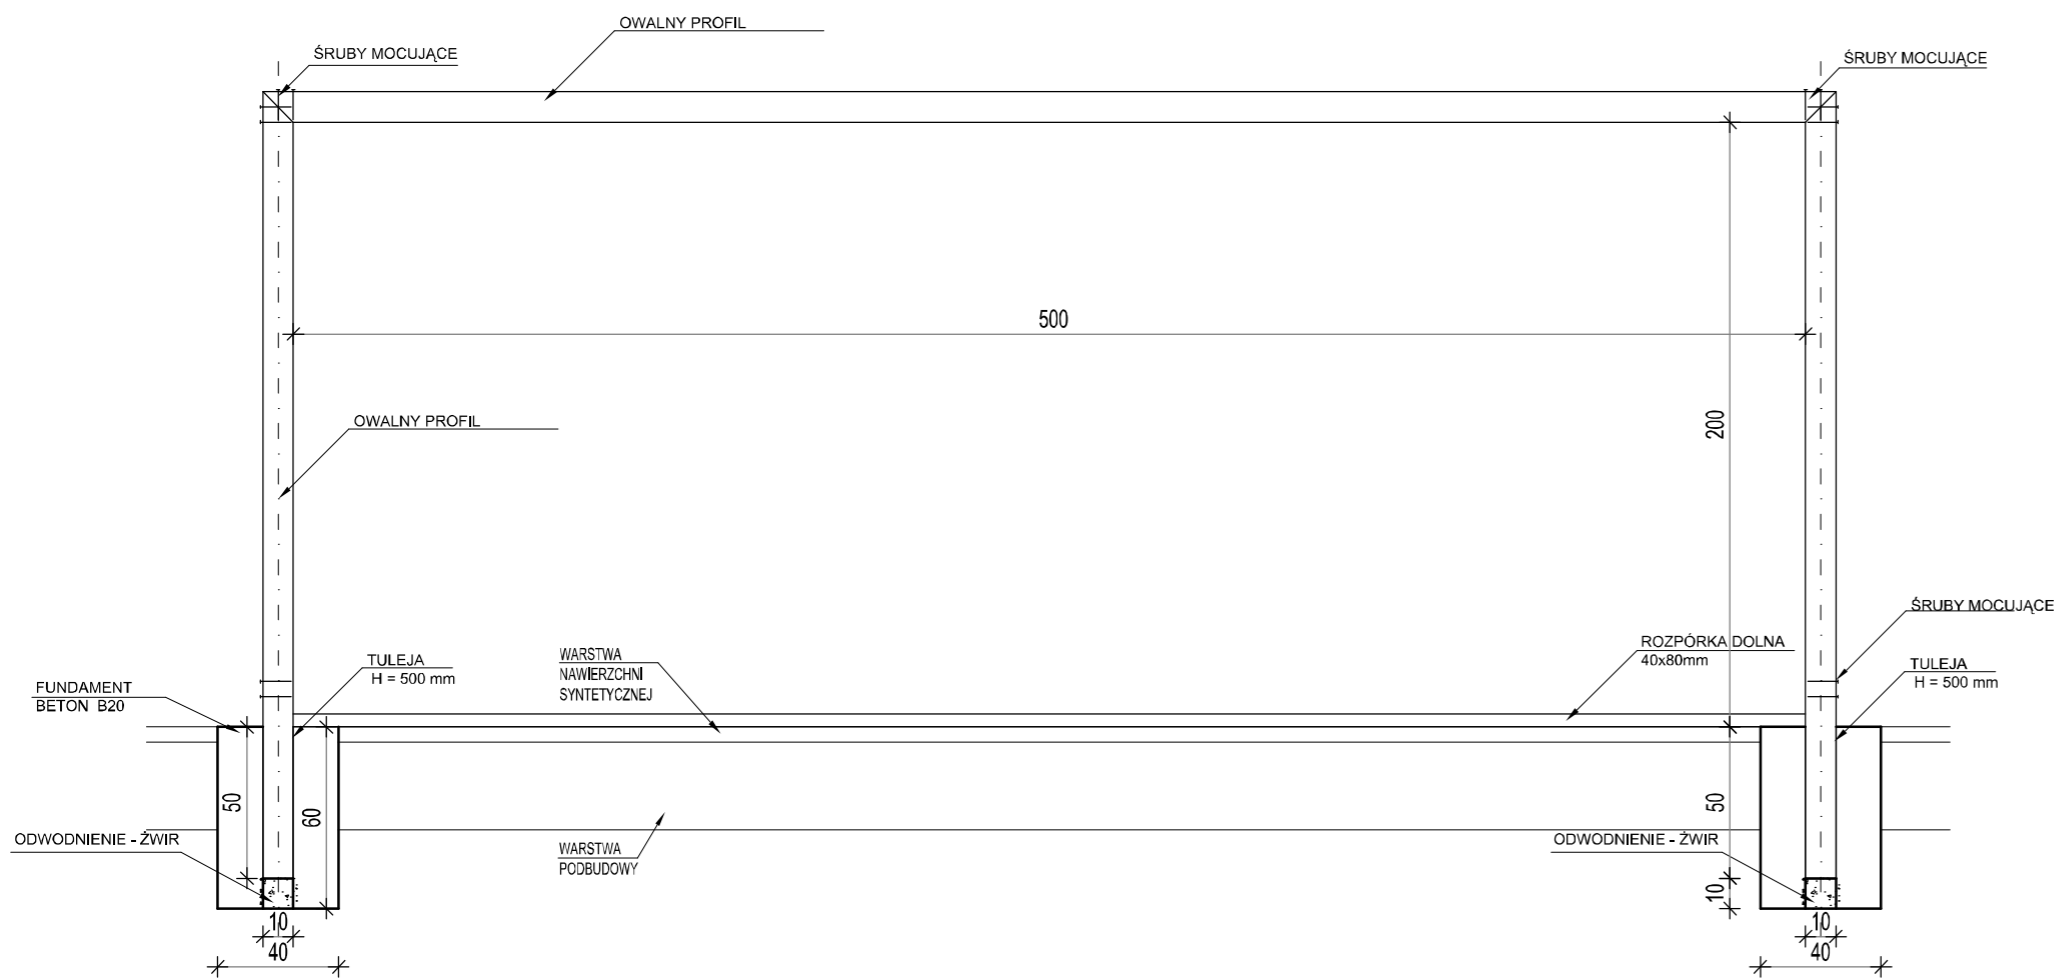 OWALNY PROFIL
ŚRUBY MOCUJĄCE
ŚRUBY MOCUJĄCE
500
200
OWALNY PROFIL
ŚRUBY MOCUJĄCE
ROZPÓRKA DOLNA
40x80mm
TULEJA
H = 500 mm
WARSTWA
NAWIERZCHNI
SYNTETYCZNEJ
TULEJA
H = 500 mm
FUNDAMENT
BETON B20
50
60
50
ODWODNIENIE - ŻWIR
WARSTWA
PODBUDOWY
ODWODNIENIE - ŻWIR
10
10
40
10
40